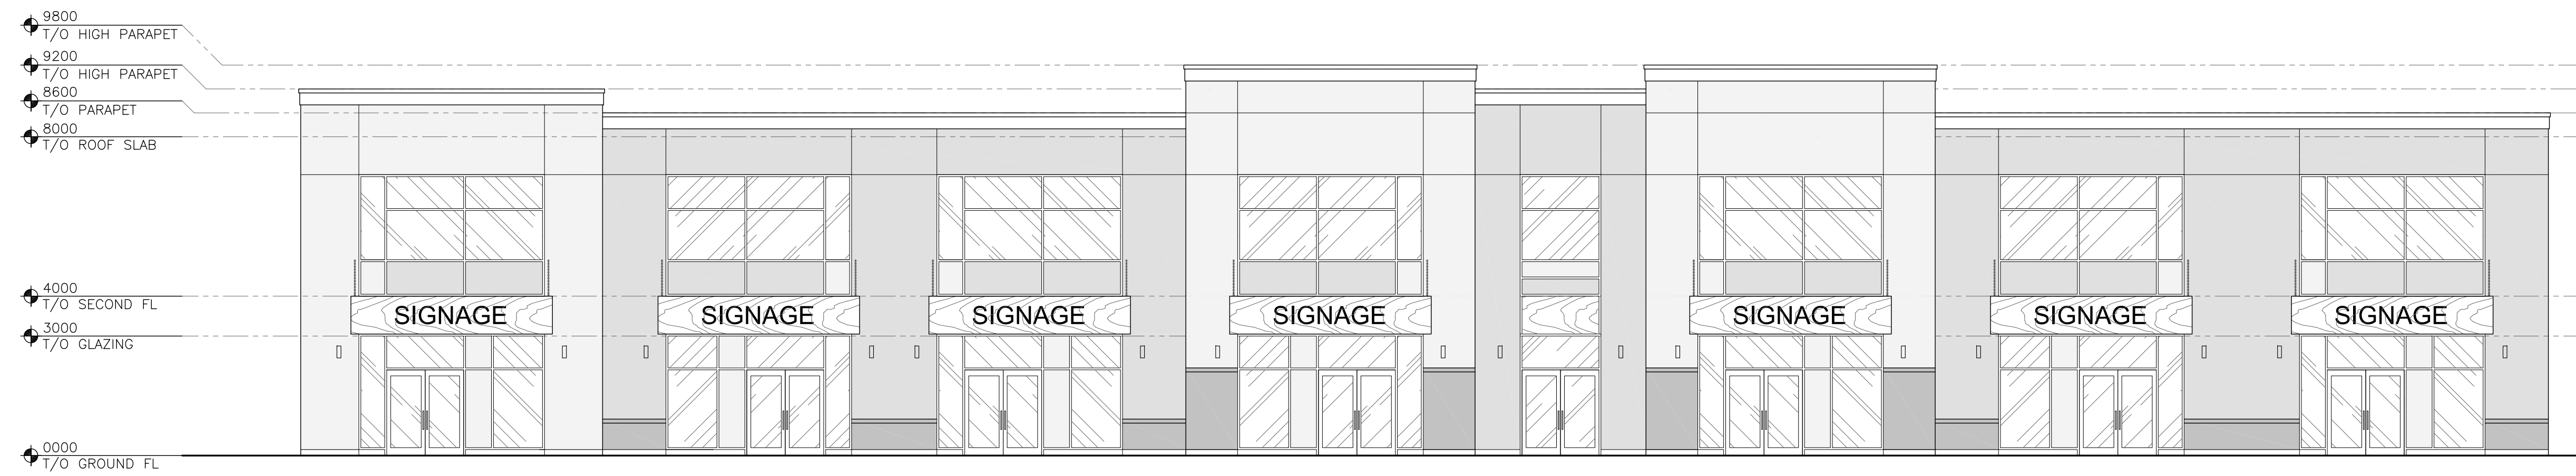 9800
T/O HIGH PARAPET
9200
T/O HIGH PARAPET
8600
T/O PARAPET
8000
T/O ROOF SLAB
4000
T/O SECOND FL
3000
T/O GLAZING
0000
T/O GROUND FL
SIGNAGE
SIGNAGE
SIGNAGE
SIGNAGE
SIGNAGE
SIGNAGE
SIGNAGE